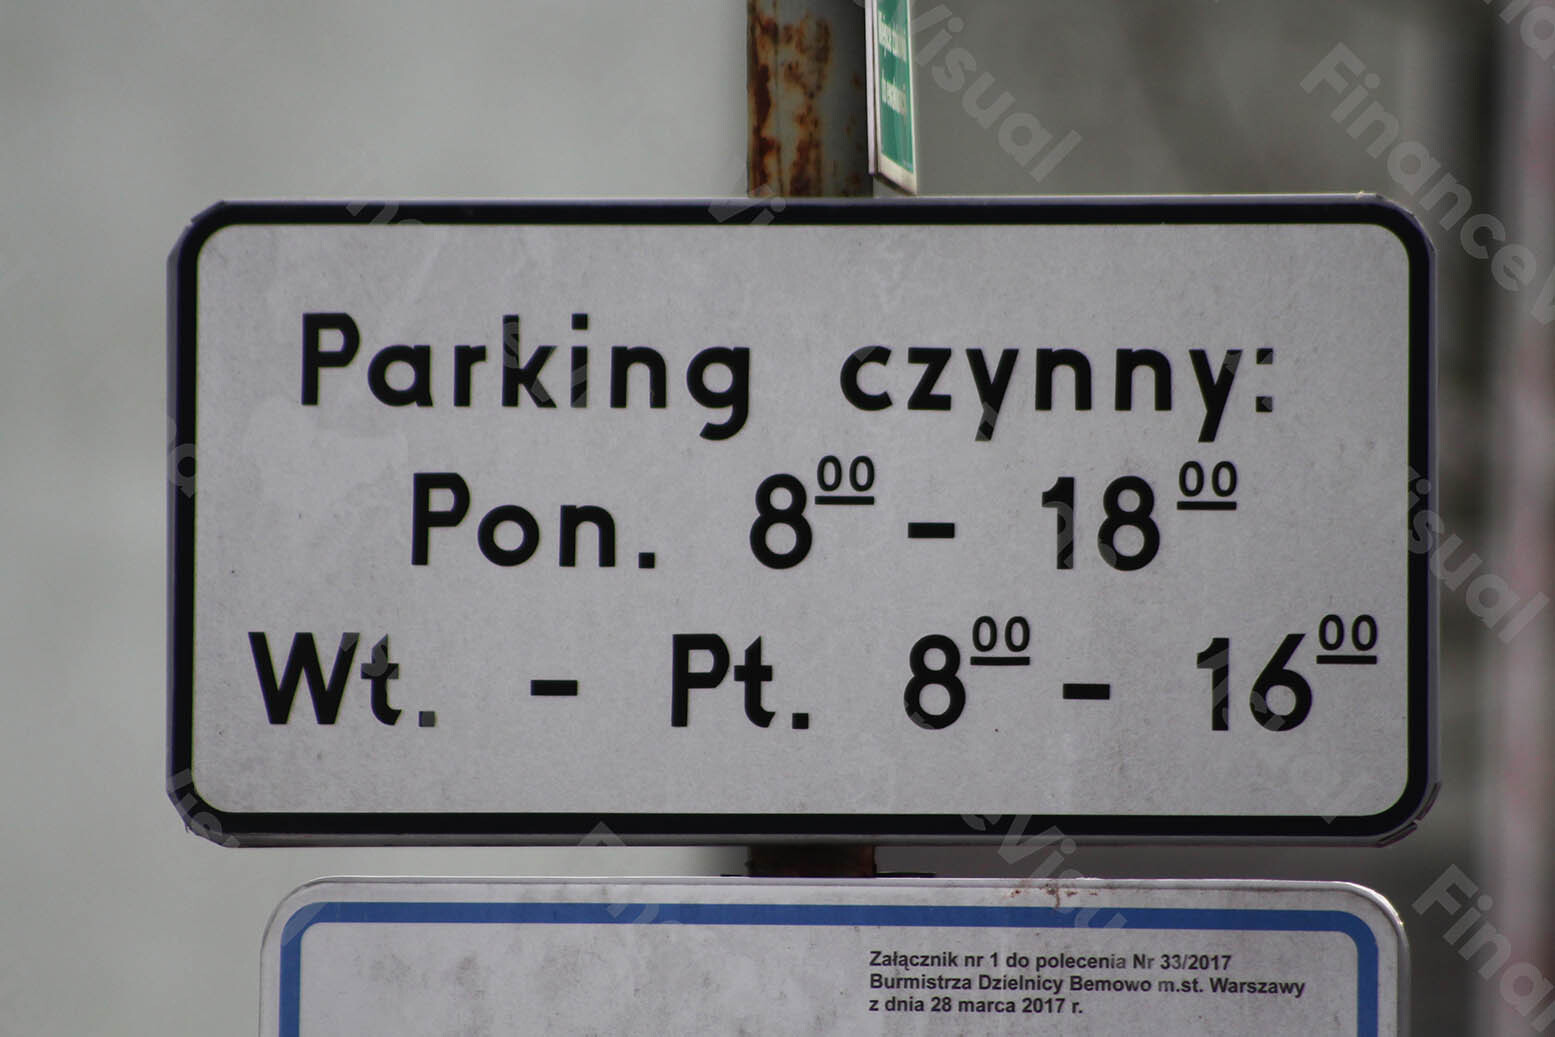 Parking czynny:
Pon. 800 - 1800
Wt. - Pt. 800 - 1600
Załącznik nr 1 do polecenia Nr 33/2017
Burmistrza Dzielnicy Bemowo m.st. Warszawy
z dnia 28 marca 2017 r.
FinanceVisual